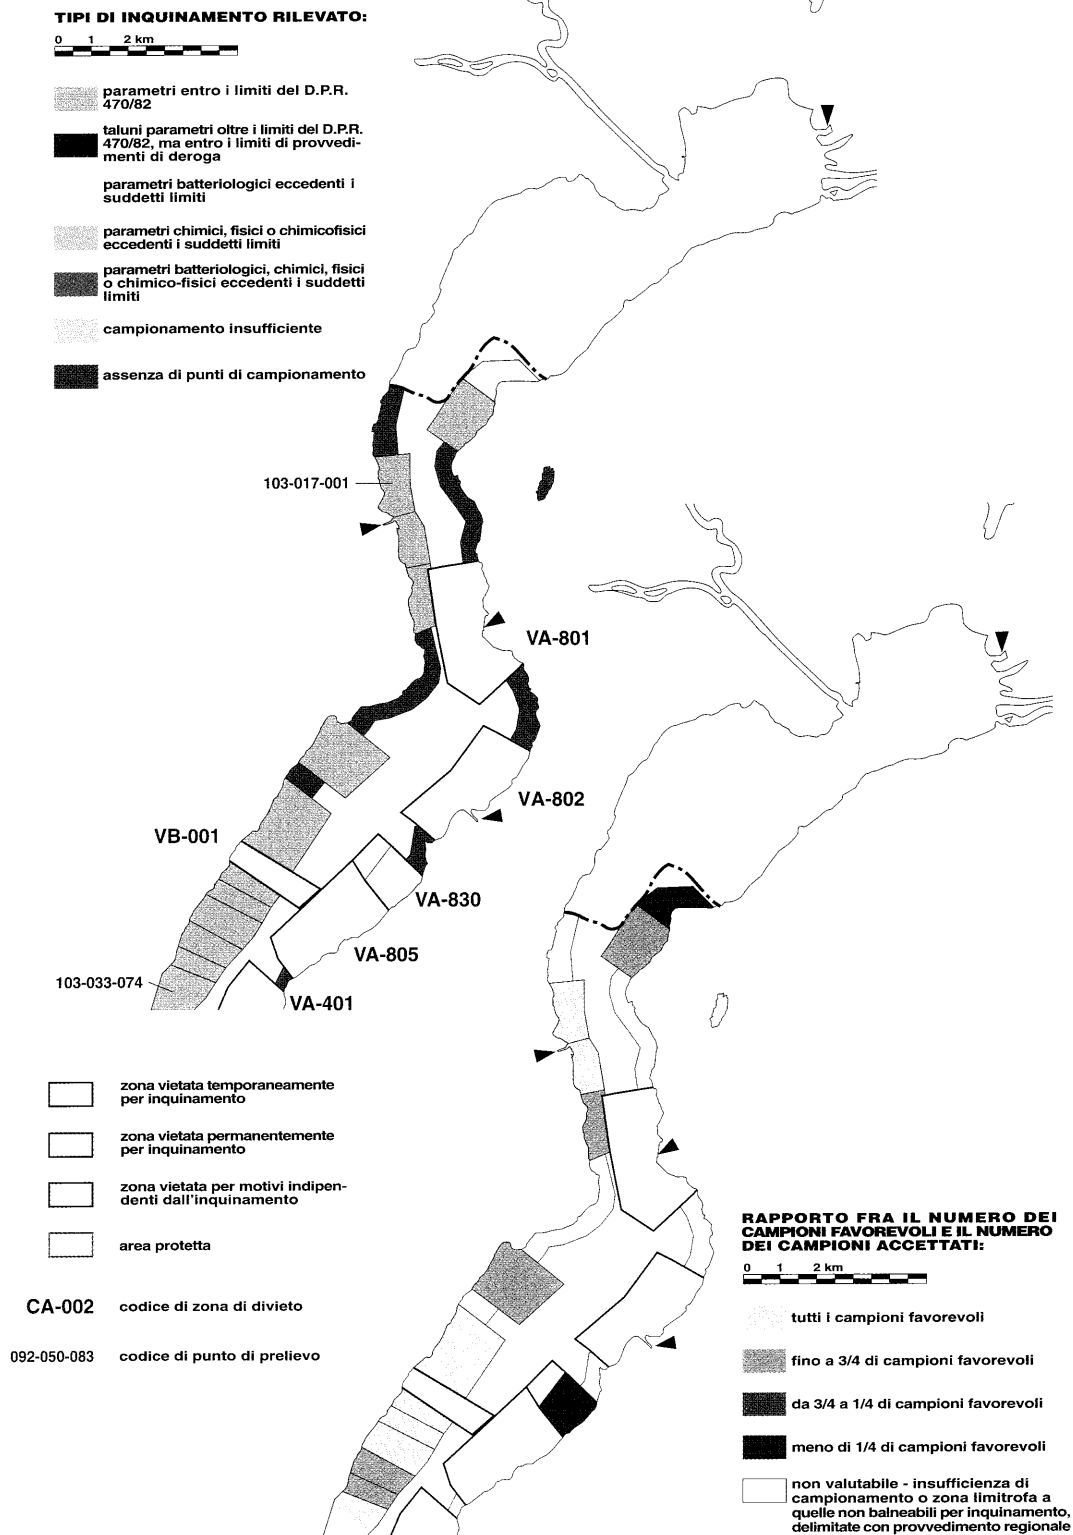 TIPI DI INQUINAMENTO RILEVATO:
0 1 2 km
parametri entro i limiti del D.P.R.
470/82
taluni parametri oltre i limiti del D.P.R.
470/82, ma entro i limiti di provvedi-
menti di deroga
parametri batteriologici eccedenti i
suddetti limiti
parametri chimici, fisici o chimicofisici
eccedenti i suddetti limiti
parametri batteriologici, chimici, fisici
o chimico-fisici eccedenti i suddetti
limiti
campionamento insufficiente
assenza di punti di campionamento
103-017-001
VA-801
VA-802
VB-001
VA-830
VA-805
103-033-074
VA-401
zona vietata temporaneamente
per inquinamento
zona vietata permanentemente
per inquinamento
zona vietata per motivi indipen-
denti dall'inquinamento
area protetta
CA-002 codice di zona di divieto
092-050-083 codice di punto di prelievo
RAPPORTO FRA IL NUMERO DEI
CAMPIONI FAVOREVOLI E IL NUMERO
DEI CAMPIONI ACCETTATI:
0 1 2 km
tutti i campioni favorevoli
fino a 3/4 di campioni favorevoli
da 3/4 a 1/4 di campioni favorevoli
meno di 1/4 di campioni favorevoli
non valutabile - insufficienza di
campionamento o zona limitrofa a
quelle non balneabili per inquinamento,
delimitate con provvedimento regionale